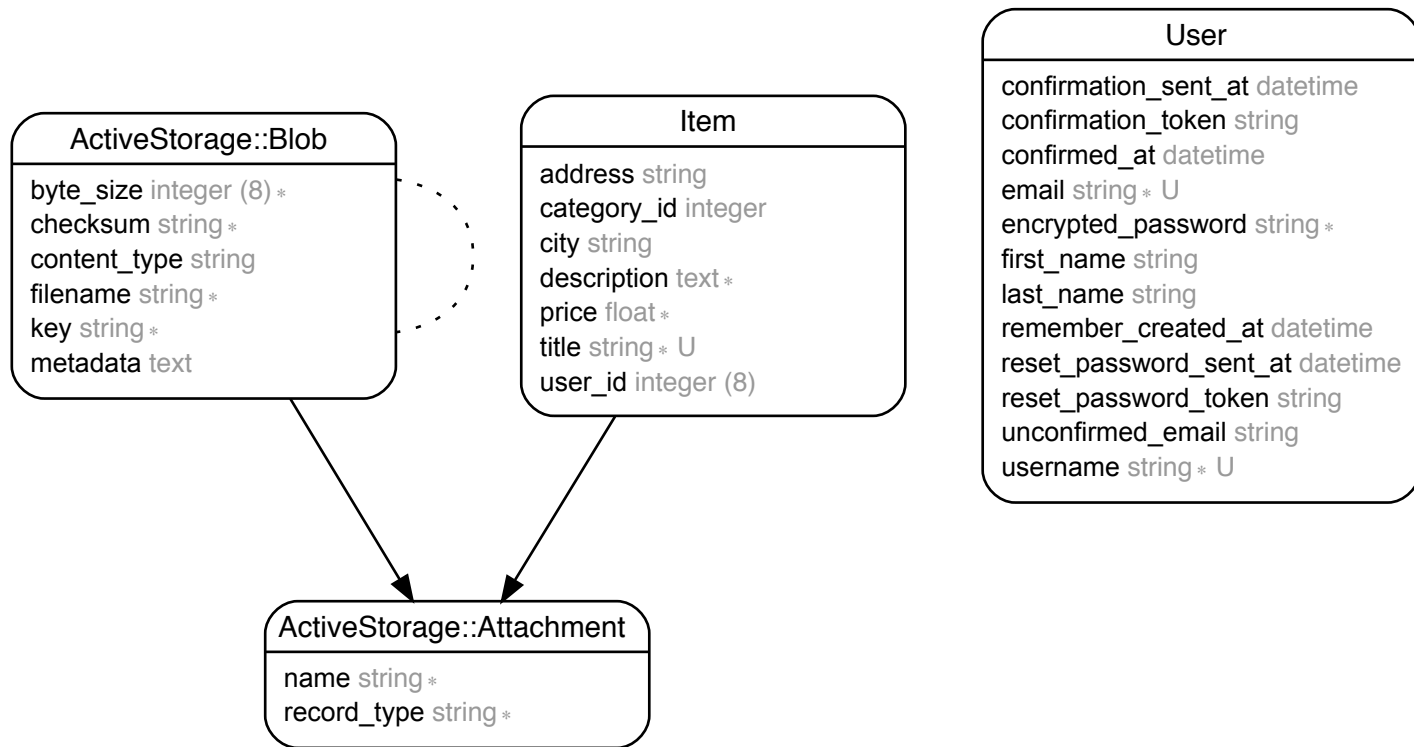 ActiveStorage::Blob
byte_size integer (8) *
checksum string *
content_type string
filename string *
key string *
metadata text
Item
address string
category_id integer
city string
description text *
price float *
title string * U
user_id integer (8)
User
confirmation_sent_at datetime
confirmation_token string
confirmed_at datetime
email string * U
encrypted_password string *
first_name string
last_name string
remember_created_at datetime
reset_password_sent_at datetime
reset_password_token string
unconfirmed_email string
username string * U
ActiveStorage::Attachment
name string *
record_type string *